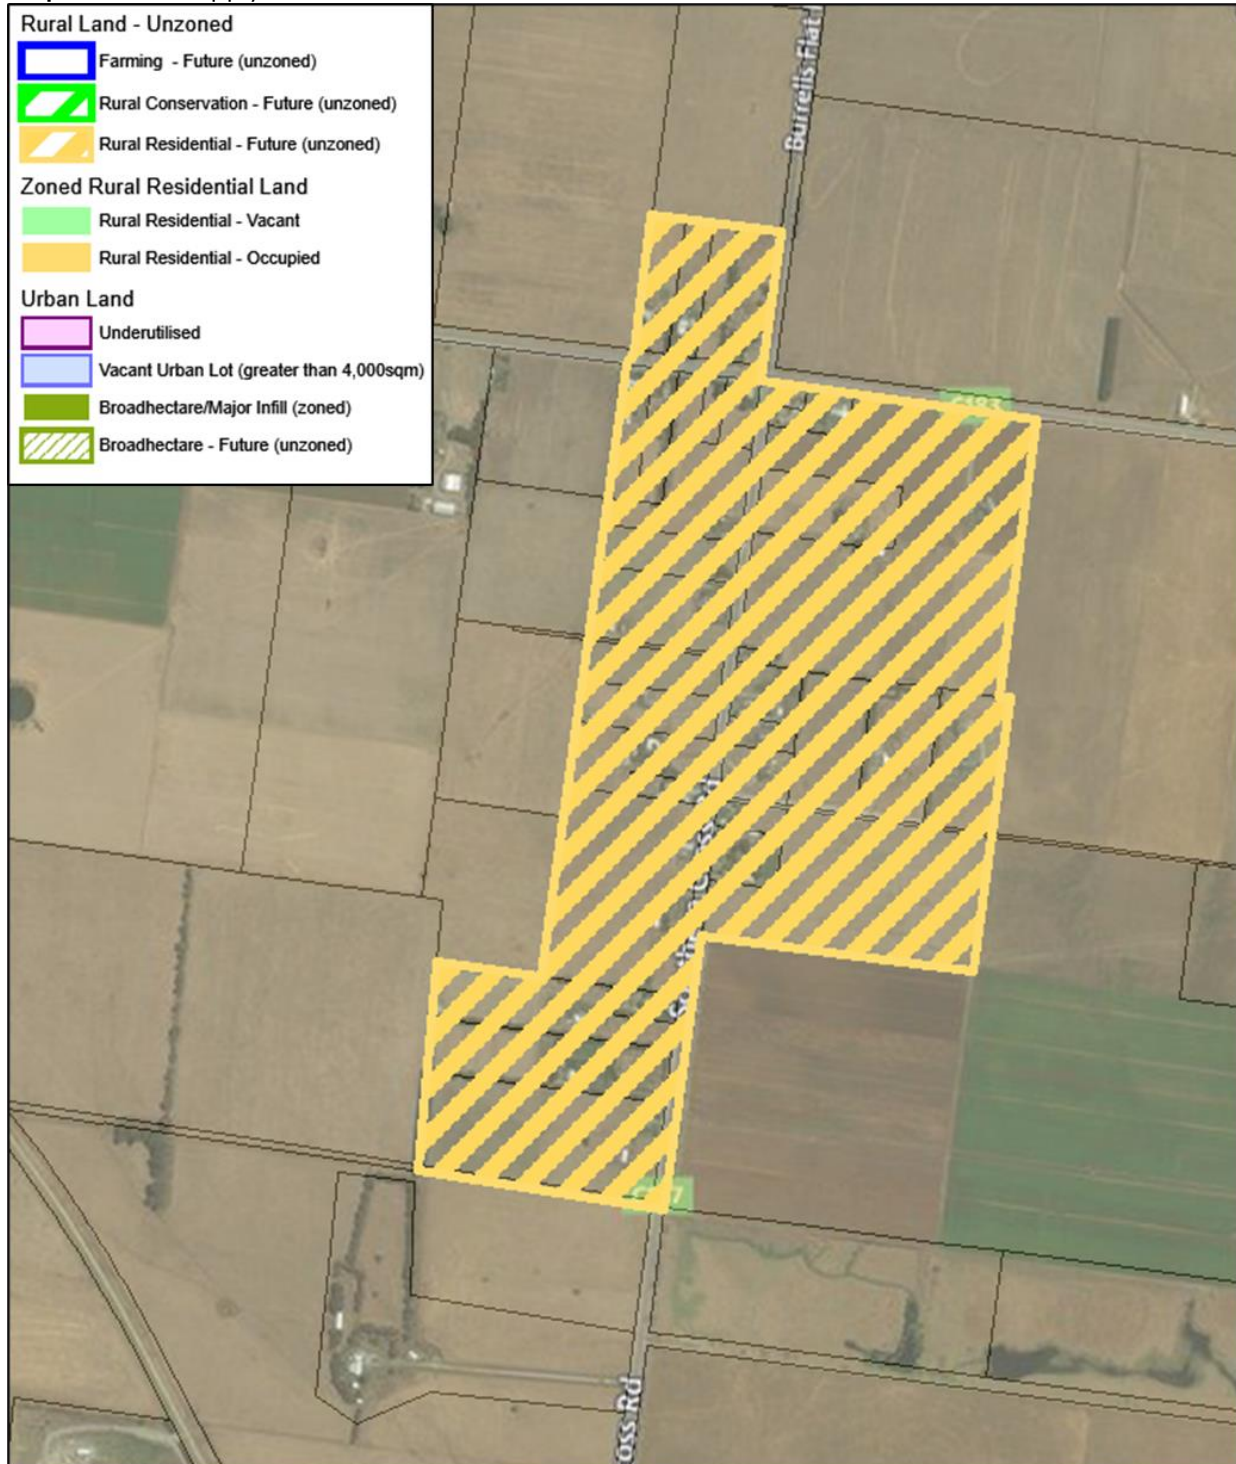 Rural Land - Unzoned
Farming - Future (unzoned)
Rural Conservation - Future (unzoned)
Rural Residential - Future (unzoned)
Zoned Rural Residential Land
Rural Residential - Vacant
Rural Residential - Occupied
Urban Land
Underutilised
Vacant Urban Lot (greater than 4,000sqm)
Broadhectare/Major Infill (zoned)
Broadhectare - Future (unzoned)
Burrells Flat
Rd